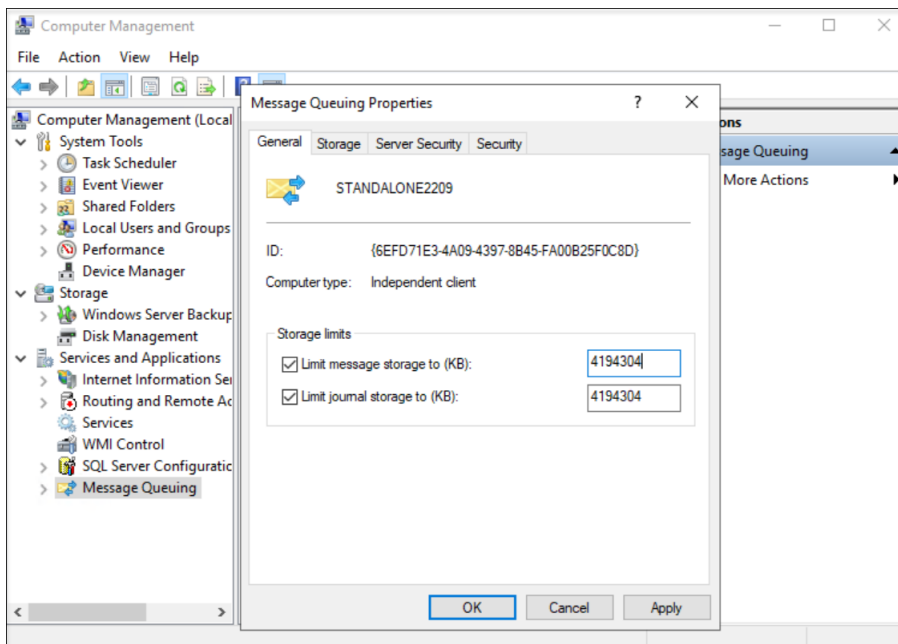 Computer Management
File Action View Help
Message Queuing Properties
?
General Storage Server Security Security
STANDALONE2209
ID: {6EFD71E3-4A09-4397-8B45-FA00B25F0C8D}
Computer type: Independent client
Storage limits
Limit message storage to (KB): 4194304
Limit journal storage to (KB): 4194304
OK Cancel Apply
Computer Management (Local
System Tools
Task Scheduler
Event Viewer
Shared Folders
Local Users and Groups
Performance
Device Manager
Storage
Windows Server Backup
Disk Management
Services and Applications
Internet Information Se
Routing and Remote Ac
Services
WMI Control
SQL Server Configuratic
Message Queuing
ons
sage Queuing
More Actions